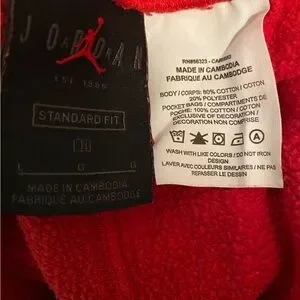 JORDAN
EST. 1985
STANDARD FIT
L
G
MADE IN CAMBODIA
FABRIQUÉ AU CAMBODGE
MADE IN CAMBODIA
FABRIQUÉ AU CAMBODGE
BODY / CORPS: 80% COTTON / COTON
20% POLYESTER
POCKET BAGS / COMPARTIMENTS DE
POCHE: 100% COTTON / COTON
EXCLUSIVE OF DECORATION /
DÉCORATION EXCLUSIVE
WASH WITH LIKE COLORS / DO NOT IRON
DESIGN
LAVER AVEC COULEURS SIMILAIRES / NE PAS
REPASSER LE DESSIN